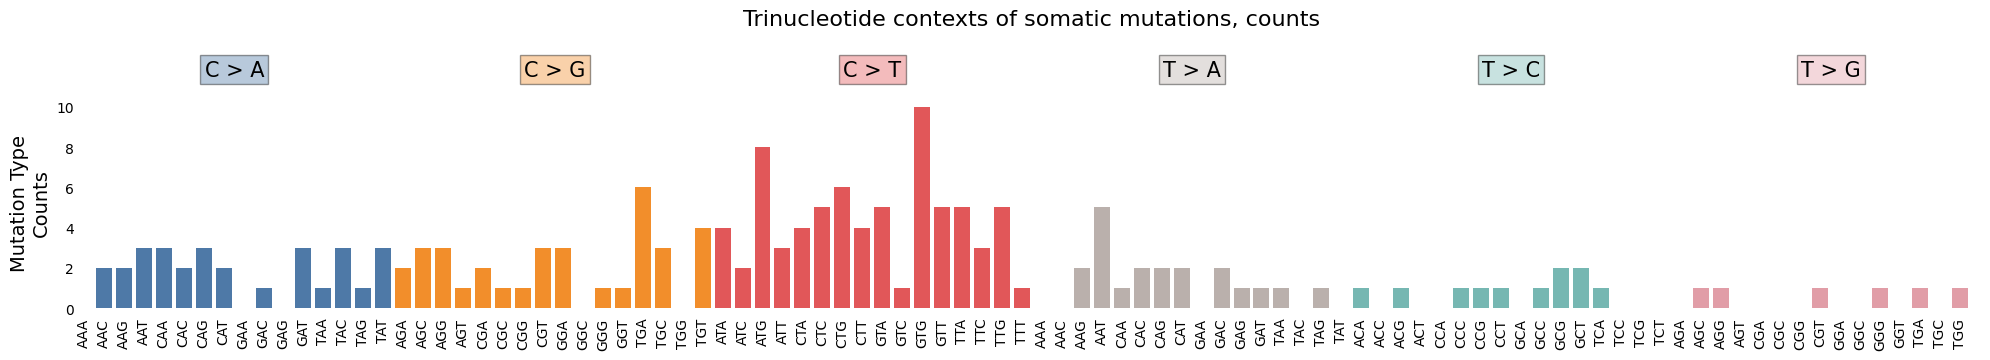 Trinucleotide contexts of somatic mutations, counts
C > A
C > G
C > T
T > A
T > C
T > G
Mutation Type
Counts
10
8
6
4
2
0
AAA
AAC
AAG
AAT
CAA
CAC
CAG
CAT
GAA
GAC
GAG
GAT
TAA
TAC
TAG
TAT
AGA
AGC
AGG
AGT
CGA
CGC
CGG
CGT
GGA
GGC
GGG
GGT
TGA
TGC
TGG
TGT
ATA
ATC
ATG
ATT
CTA
CTC
CTG
CTT
GTA
GTC
GTG
GTT
TTA
TTC
TTG
TTT
AAA
AAC
AAG
AAT
CAA
CAC
CAG
CAT
GAA
GAC
GAG
GAT
TAA
TAC
TAG
TAT
ACA
ACC
ACG
ACT
CCA
CCC
CCG
CCT
GCA
GCC
GCG
GCT
TCA
TCC
TCG
TCT
AGA
AGC
AGG
AGT
CGA
CGC
CGG
CGT
GGA
GGC
GGG
GGT
TGA
TGC
TGG